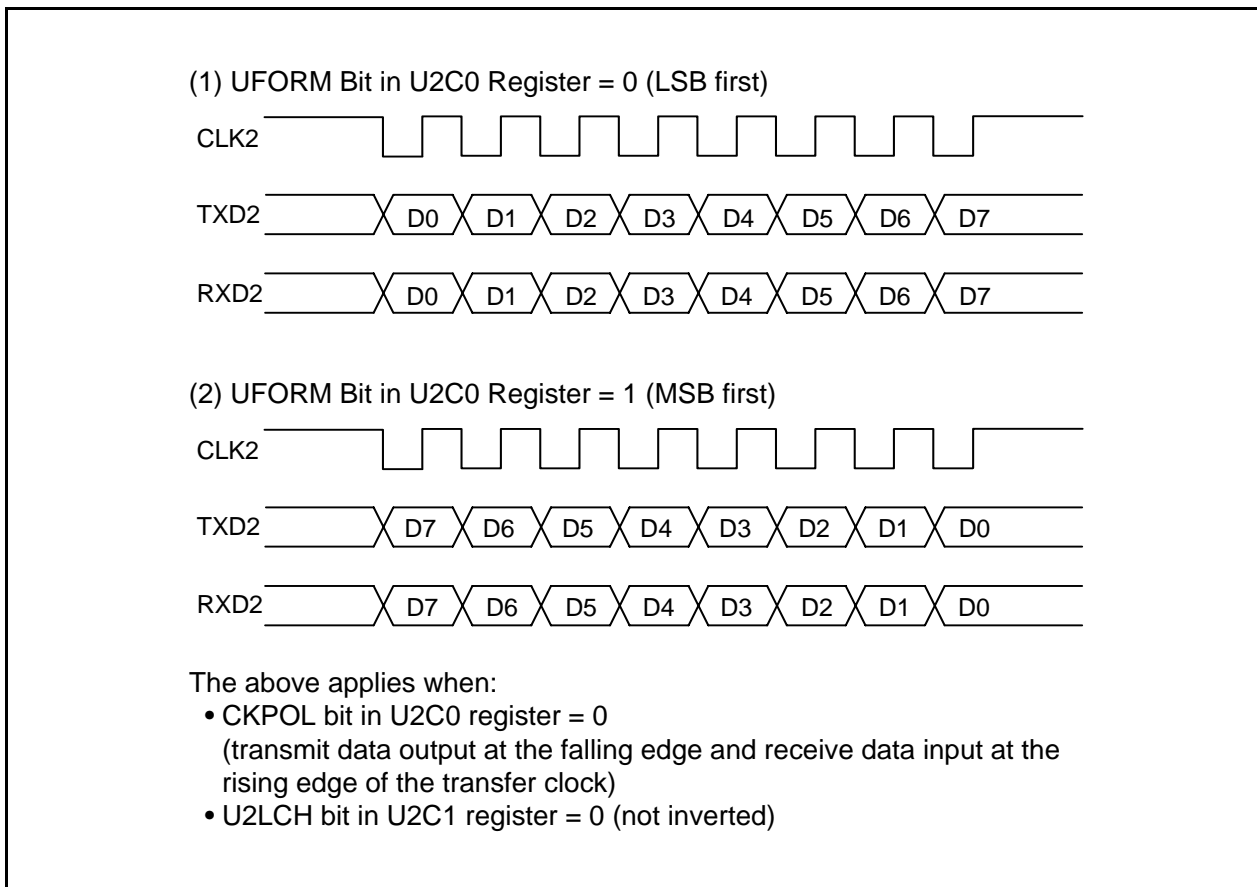 (1) UFORM Bit in U2C0 Register = 0 (LSB first)
CLK2
TXD2 D0 D1 D2 D3 D4 D5 D6 D7
RXD2 D0 D1 D2 D3 D4 D5 D6 D7
(2) UFORM Bit in U2C0 Register = 1 (MSB first)
CLK2
TXD2 D7 D6 D5 D4 D3 D2 D1 D0
RXD2 D7 D6 D5 D4 D3 D2 D1 D0
The above applies when:
• CKPOL bit in U2C0 register = 0
(transmit data output at the falling edge and receive data input at the
rising edge of the transfer clock)
• U2LCH bit in U2C1 register = 0 (not inverted)